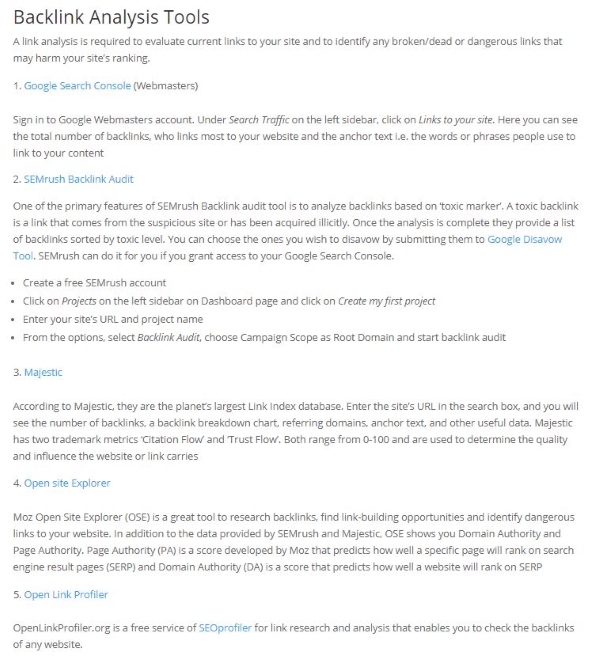 Backlink Analysis Tools
A link analysis is required to evaluate current links to your site and to identify any broken/dead or dangerous links that
may harm your site's ranking.
1. Google Search Console (Webmasters)
Sign in to Google Webmasters account. Under Search Traffic on the left sidebar, click on Links to your site. Here you can see
the total number of backlinks, who links most to your website and the anchor text i.e. the words or phrases people use to
link to your content
2. SEMrush Backlink Audit
One of the primary features of SEMrush Backlink audit tool is to analyze backlinks based on 'toxic marker'. A toxic backlink
is a link that comes from the suspicious site or has been acquired illicitly. Once the analysis is complete they provide a list
of backlinks sorted by toxic level. You can choose the ones you wish to disavow by submitting them to Google Disavow
Tool. SEMrush can do it for you if you grant access to your Google Search Console.
• Create a free SEMrush account
• Click on Projects on the left sidebar on Dashboard page and click on Create my first project
• Enter your site's URL and project name
• From the options, select Backlink Audit, choose Campaign Scope as Root Domain and start backlink audit
3. Majestic
According to Majestic, they are the planet's largest Link Index database. Enter the site's URL in the search box, and you will
see the number of backlinks, a backlink breakdown chart, referring domains, anchor text, and other useful data. Majestic
has two trademark metrics 'Citation Flow' and 'Trust Flow'. Both range from 0-100 and are used to determine the quality
and influence the website or link carries
4. Open site Explorer
Moz Open Site Explorer (OSE) is a great tool to research backlinks, find link-building opportunities and identify dangerous
links to your website. In addition to the data provided by SEMrush and Majestic, OSE shows you Domain Authority and
Page Authority. Page Authority (PA) is a score developed by Moz that predicts how well a specific page will rank on search
engine result pages (SERP) and Domain Authority (DA) is a score that predicts how well a website will rank on SERP
5. Open Link Profiler
OpenLinkProfiler.org is a free service of SEOprofiler for link research and analysis that enables you to check the backlinks
of any website.